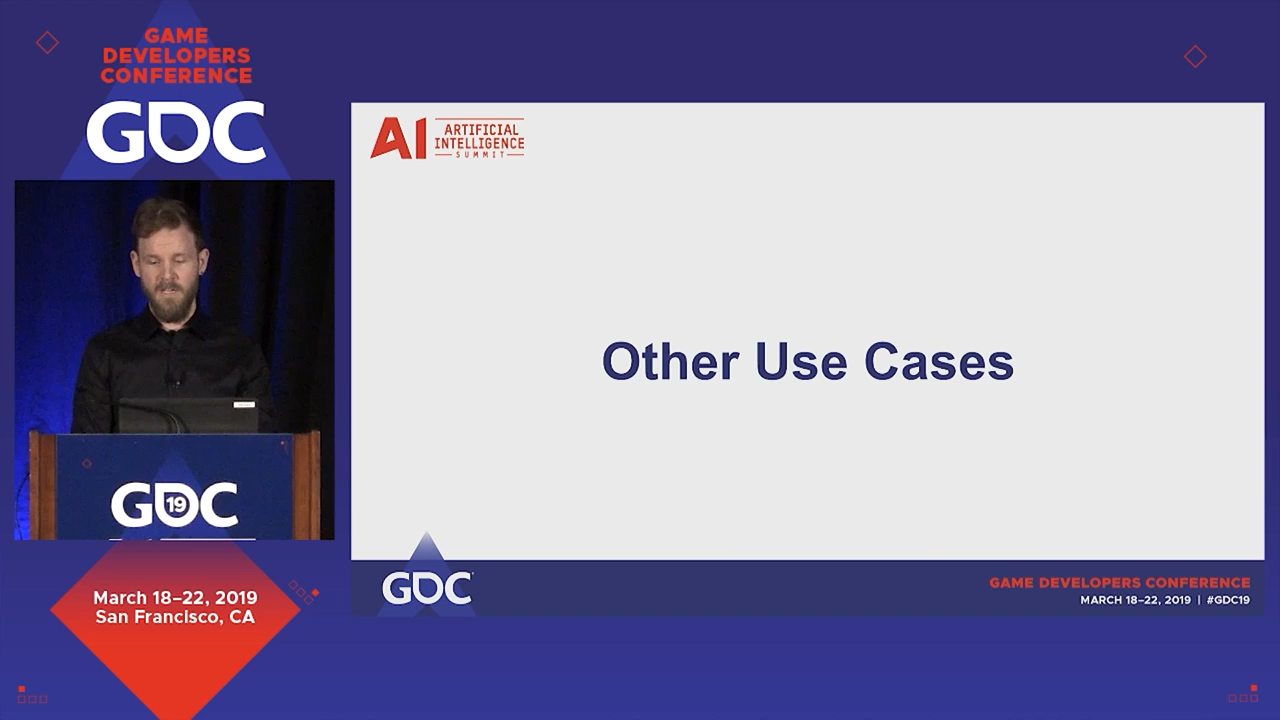 GAME
DEVELOPERS
CONFERENCE
GDC
AI ARTIFICIAL
INTELLIGENCE
SUMMIT
Other Use Cases
GDC
19
March 18–22, 2019
San Francisco, CA
GDC
GAME DEVELOPERS CONFERENCE
MARCH 18–22, 2019 | #GDC19